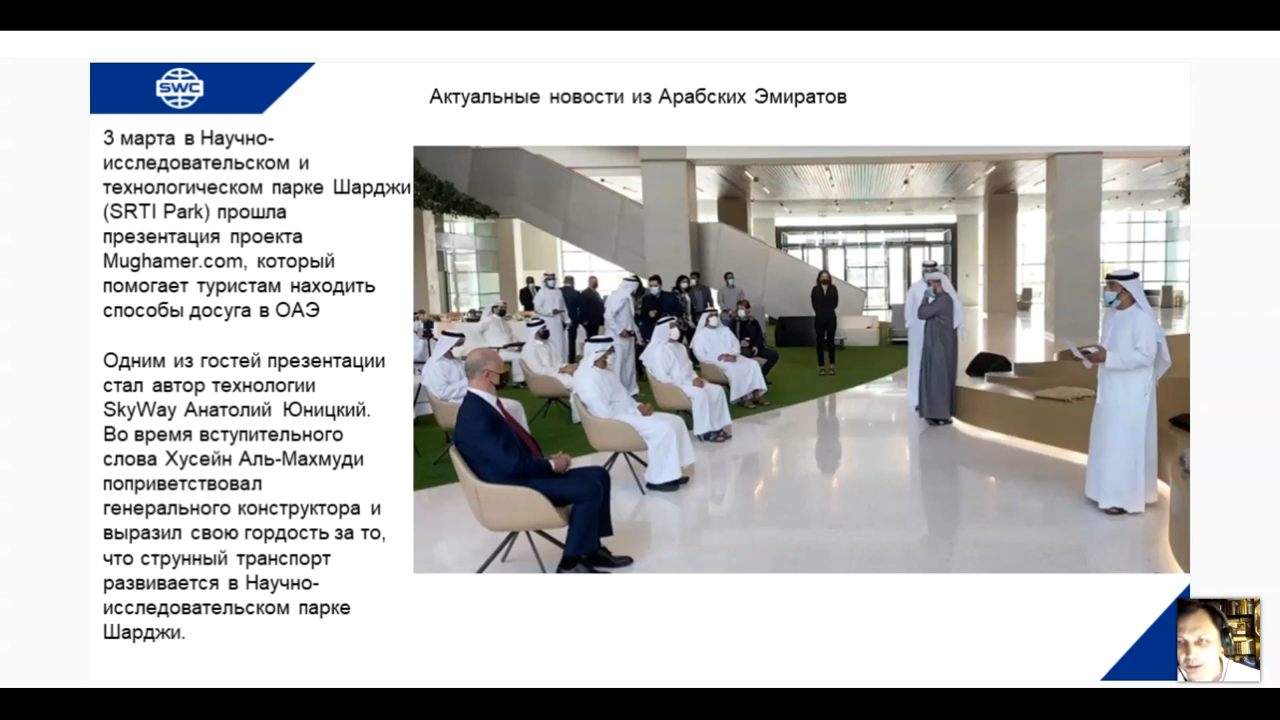 SWC
Актуальные новости из Арабских Эмиратов
3 марта в Научно-
исследовательском и
технологическом парке Шарджи
(SRTI Park) прошла
презентация проекта
Mughamer.com, который
помогает туристам находить
способы досуга в ОАЭ
Одним из гостей презентации
стал автор технологии
SkyWay Анатолий Юницкий.
Во время вступительного
слова Хусейн Аль-Махмуди
поприветствовал
генерального конструктора и
выразил свою гордость за то,
что струнный транспорт
развивается в Научно-
исследовательском парке
Шарджи.